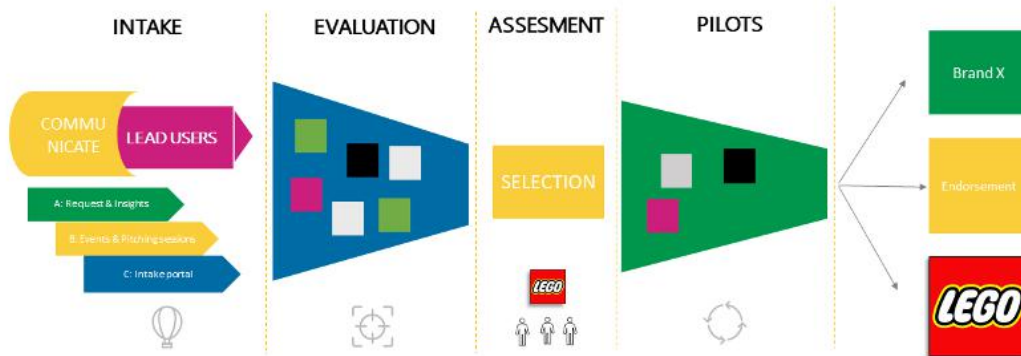 INTAKE
EVALUATION
ASSESMENT
PILOTS
COMMU
NICATE
LEAD USERS
A: Request & Insights
B: Events & Pitching sessions
C: Intake portal
SELECTION
LEGO
Brand X
Endorsement
LEGO